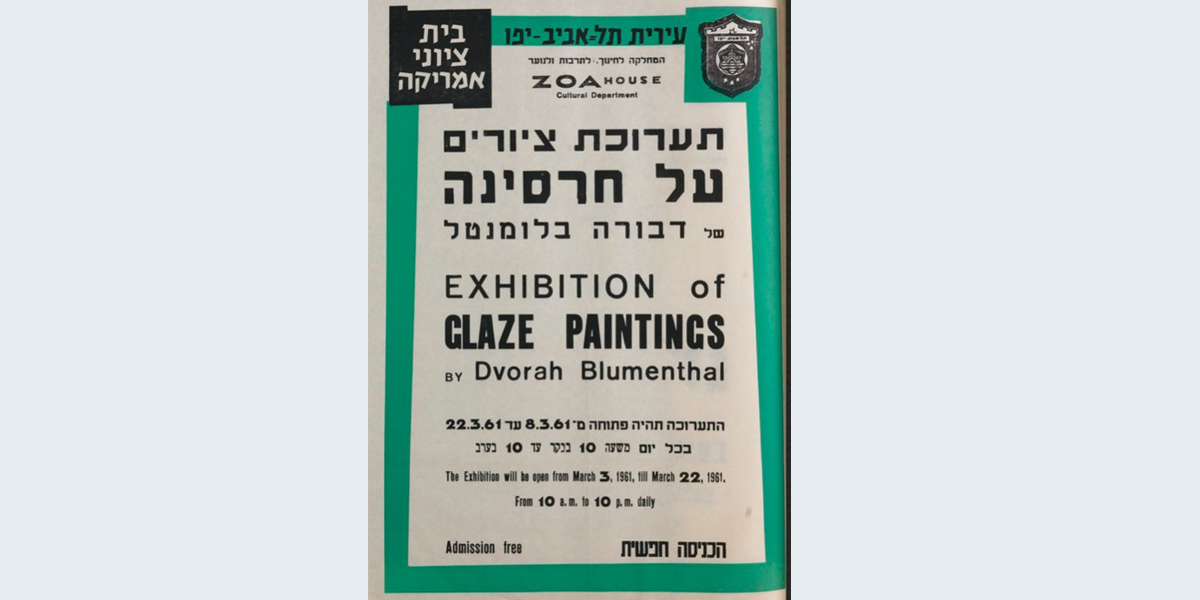 בית
ציוני
אמריקה
עירית תל-אביב-יפו
המחלקה לחינוך, לתרבות ולנוער
ZOA HOUSE
Cultural Department
תל-אביב-יפו
תערוכת ציורים
על חרסינה
של דבורה בלומנטל
EXHIBITION of
GLAZE PAINTINGS
BY Dvorah Blumenthal
התערוכה תהיה פתוחה מ־8.3.61 עד 22.3.61
בכל יום משעה 10 בבקר עד 10 בערב
The Exhibition will be open from March 3, 1961, till March 22, 1961.
From 10 a.m. to 10 p.m. daily
Admission free
הכניסה חפשית